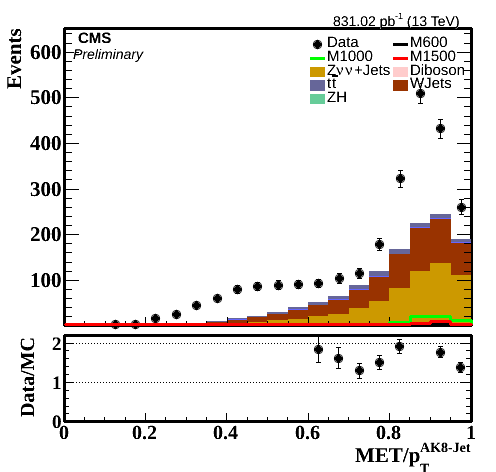 831.02 pb⁻¹ (13 TeV)
CMS
Preliminary
Data
M600
M1000
M1500
Zνν+Jets
Diboson
tt̄
WJets
ZH
Events
600
500
400
300
200
100
Data/MC
2
1
0
0 0.2 0.4 0.6 0.8 1
MET/p_T^AK8-Jet